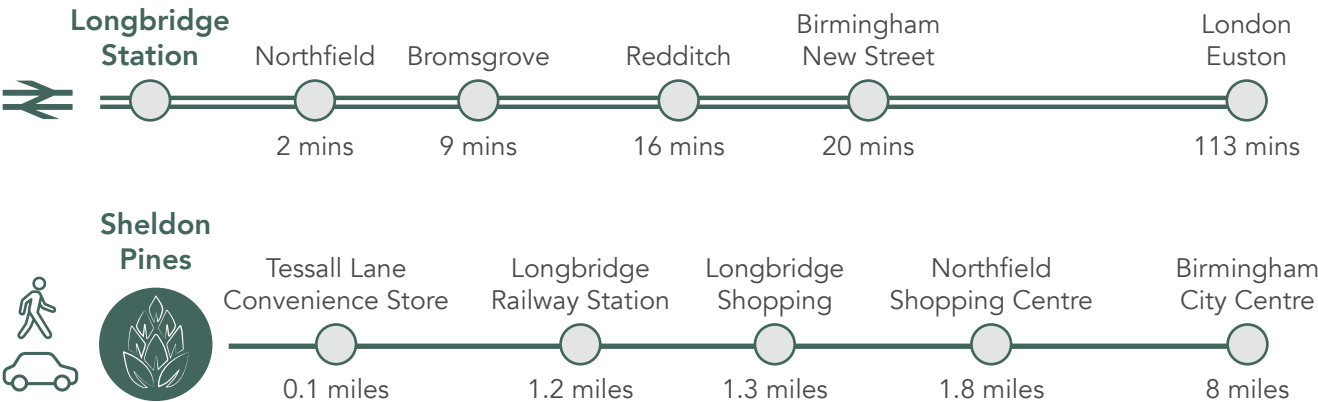 Longbridge
Station
Northfield
Bromsgrove
Redditch
Birmingham
New Street
London
Euston
2 mins
9 mins
16 mins
20 mins
113 mins
Sheldon
Pines
Tessall Lane
Convenience Store
Longbridge
Railway Station
Longbridge
Shopping
Northfield
Shopping Centre
Birmingham
City Centre
0.1 miles
1.2 miles
1.3 miles
1.8 miles
8 miles